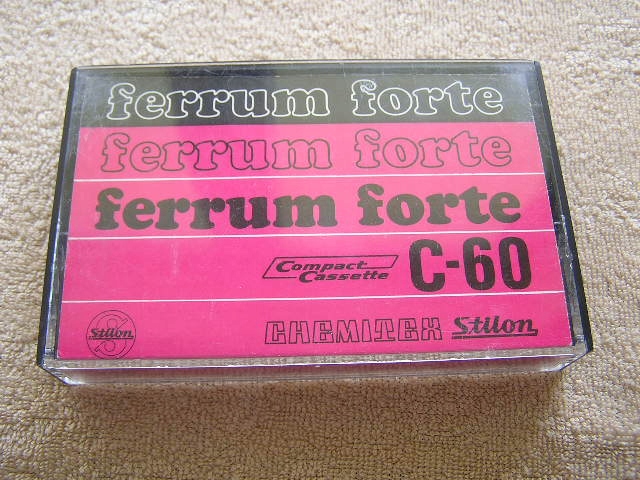 ferrum forte
ferrum forte
ferrum forte
Compact
Cassette
C-60
Stilon
CHEMITEX Stilon